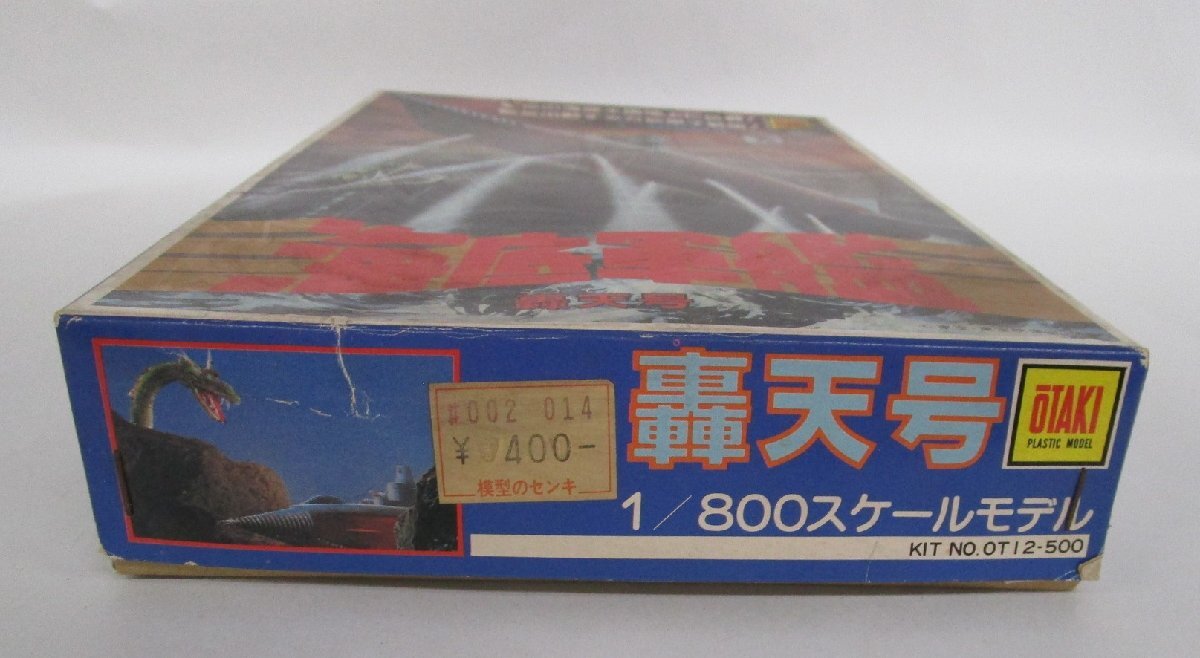 海底軍艦
轟天号
#002 014
¥400-
模型のセンキ
轟天号
ŌTAKI
PLASTIC MODEL
1/800スケールモデル
KIT NO.OT12-500